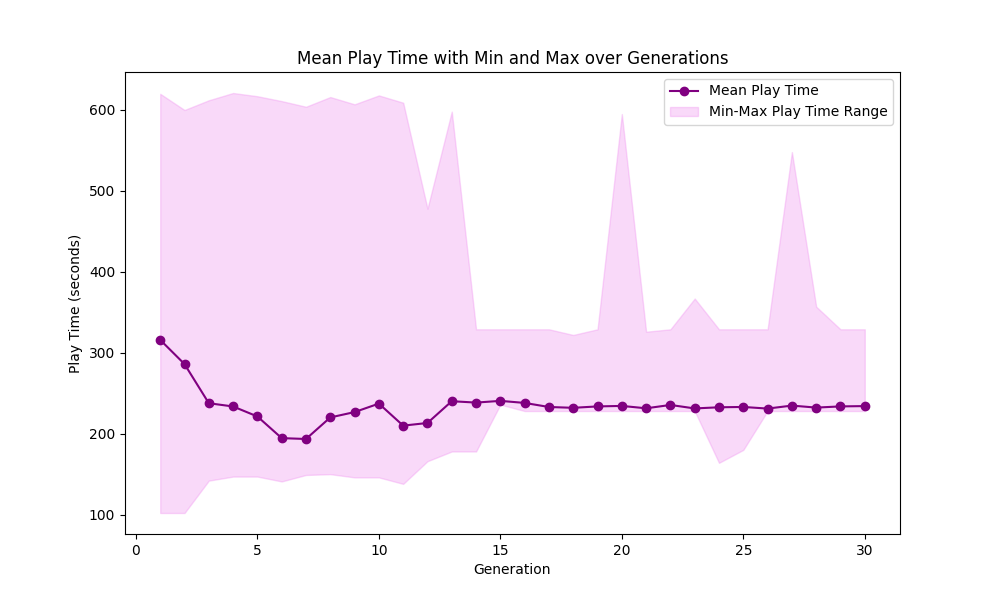 Mean Play Time with Min and Max over Generations
Mean Play Time
Min-Max Play Time Range
Play Time (seconds)
600
500
400
300
200
100
0 5 10 15 20 25 30
Generation